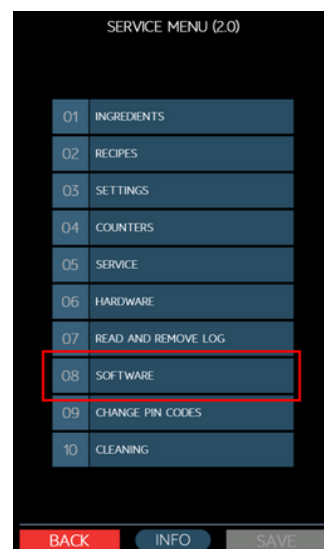 SERVICE MENU (2.0)
01 INGREDIENTS
02 RECIPES
03 SETTINGS
04 COUNTERS
05 SERVICE
06 HARDWARE
07 READ AND REMOVE LOG
08 SOFTWARE
09 CHANGE PIN CODES
10 CLEANING
BACK INFO SAVE